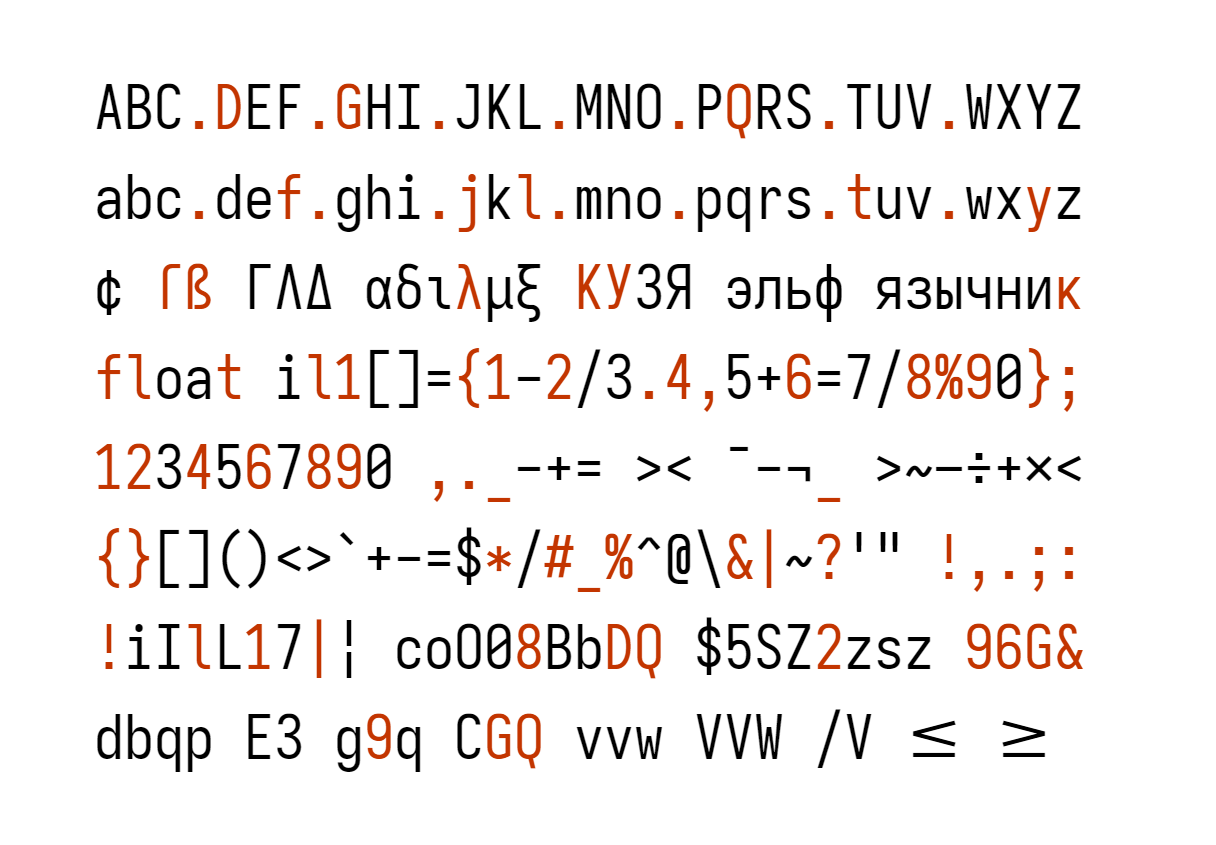 ABC.DEF.GHI.JKL.MNO.PQRS.TUV.WXYZ
abc.def.ghi.jkl.mno.pqrs.tuv.wxyz
¢ ẞß ΓΛΔ αδιλμξ КУЗЯ эльф язычник
float il1[]={1-2/3.4,5+6=7/8%90};
1234567890 ,._-+= >< ¯-¬_ >~–÷+×<
{}[]()<>`+-=$*/#_%^@\&|~?'" !,.;:
!iIlL17|¦ coO08BbDQ $5SZ2zsz 96G&
dbqp E3 g9q CGQ vvw VVW /V ≤ ≥